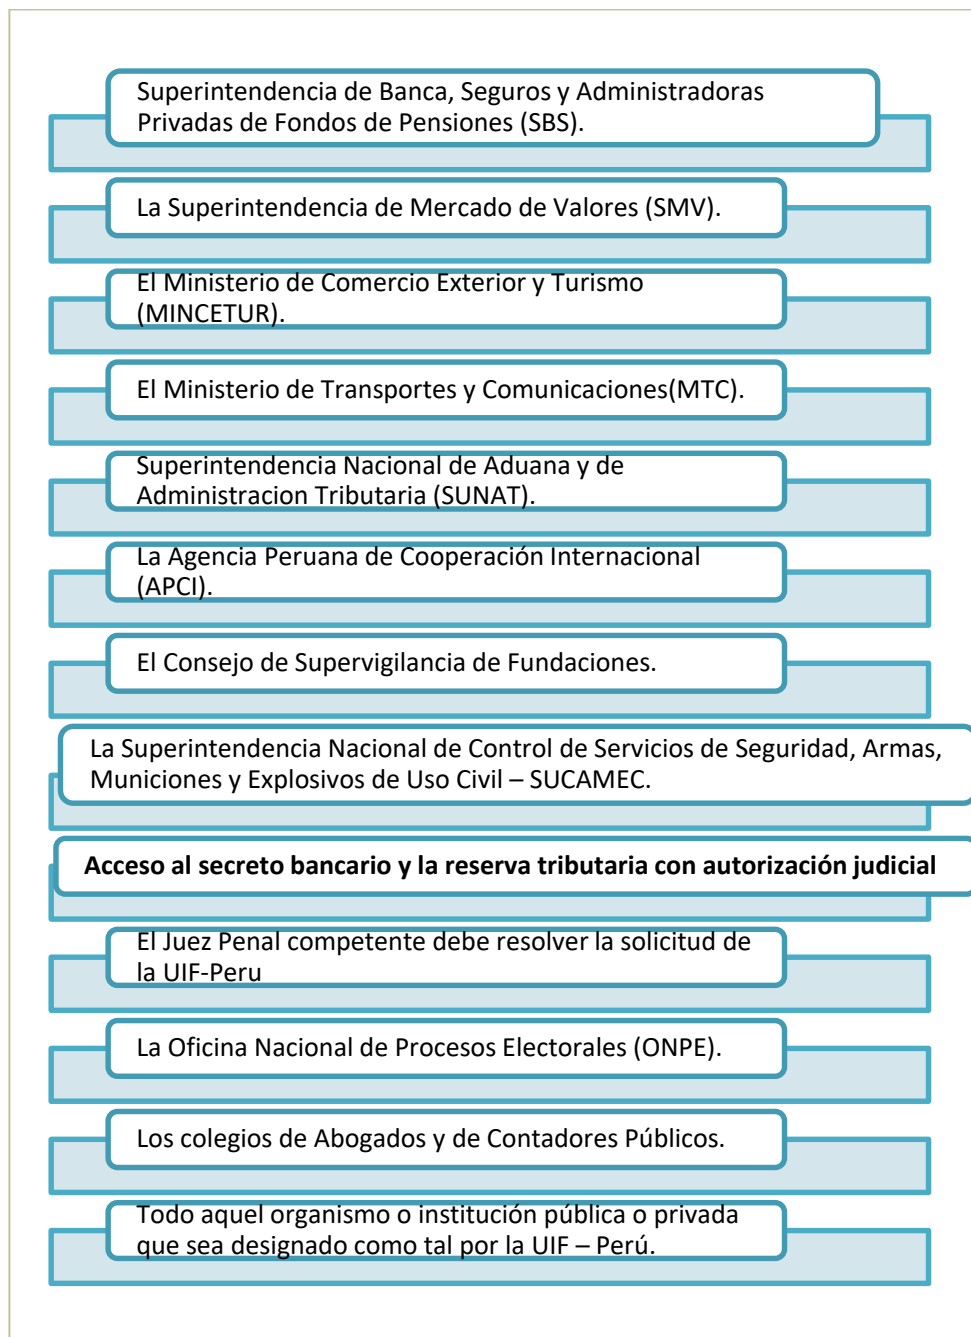 Superintendencia de Banca, Seguros y Administradoras
Privadas de Fondos de Pensiones (SBS).
La Superintendencia de Mercado de Valores (SMV).
El Ministerio de Comercio Exterior y Turismo
(MINCETUR).
El Ministerio de Transportes y Comunicaciones(MTC).
Superintendencia Nacional de Aduana y de
Administracion Tributaria (SUNAT).
La Agencia Peruana de Cooperación Internacional
(APCI).
El Consejo de Supervigilancia de Fundaciones.
La Superintendencia Nacional de Control de Servicios de Seguridad, Armas,
Municiones y Explosivos de Uso Civil – SUCAMEC.
Acceso al secreto bancario y la reserva tributaria con autorización judicial
El Juez Penal competente debe resolver la solicitud de
la UIF-Peru
La Oficina Nacional de Procesos Electorales (ONPE).
Los colegios de Abogados y de Contadores Públicos.
Todo aquel organismo o institución pública o privada
que sea designado como tal por la UIF – Perú.